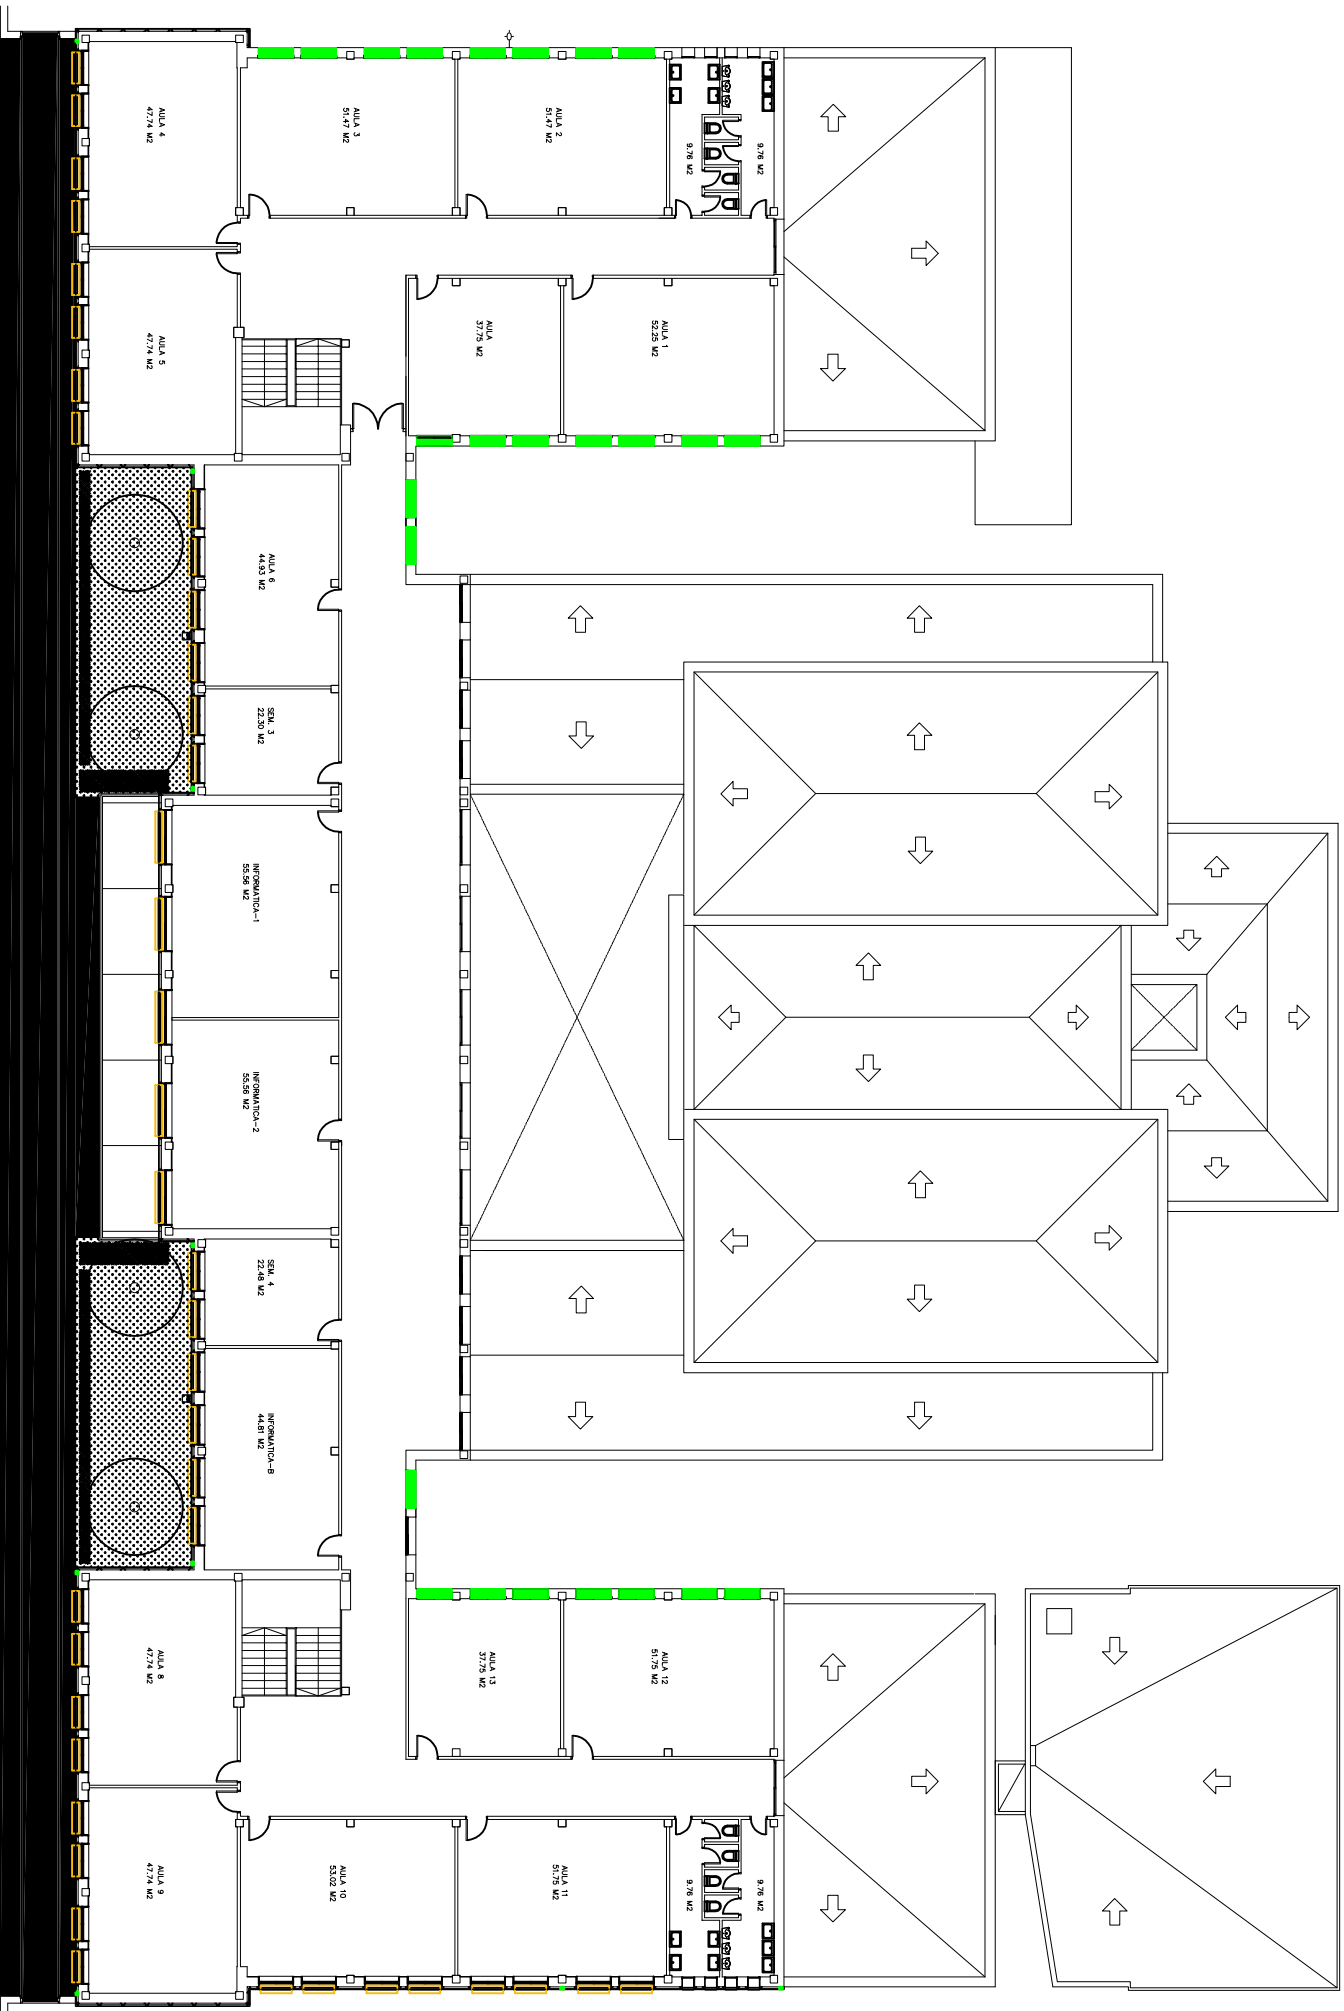 AULA 4
47.74 M2
AULA 3
51.47 M2
AULA 2
51.47 M2
9.76 M2
9.76 M2
AULA 5
47.74 M2
AULA
37.75 M2
AULA 1
52.25 M2
AULA 6
44.93 M2
SEM. 3
22.30 M2
INFORMATICA-1
55.56 M2
INFORMATICA-2
55.56 M2
SEM. 4
22.48 M2
INFORMATICA-B
44.81 M2
AULA 8
47.74 M2
AULA 13
37.75 M2
AULA 12
51.75 M2
AULA 9
47.74 M2
AULA 10
53.02 M2
AULA 11
51.75 M2
9.76 M2
9.76 M2